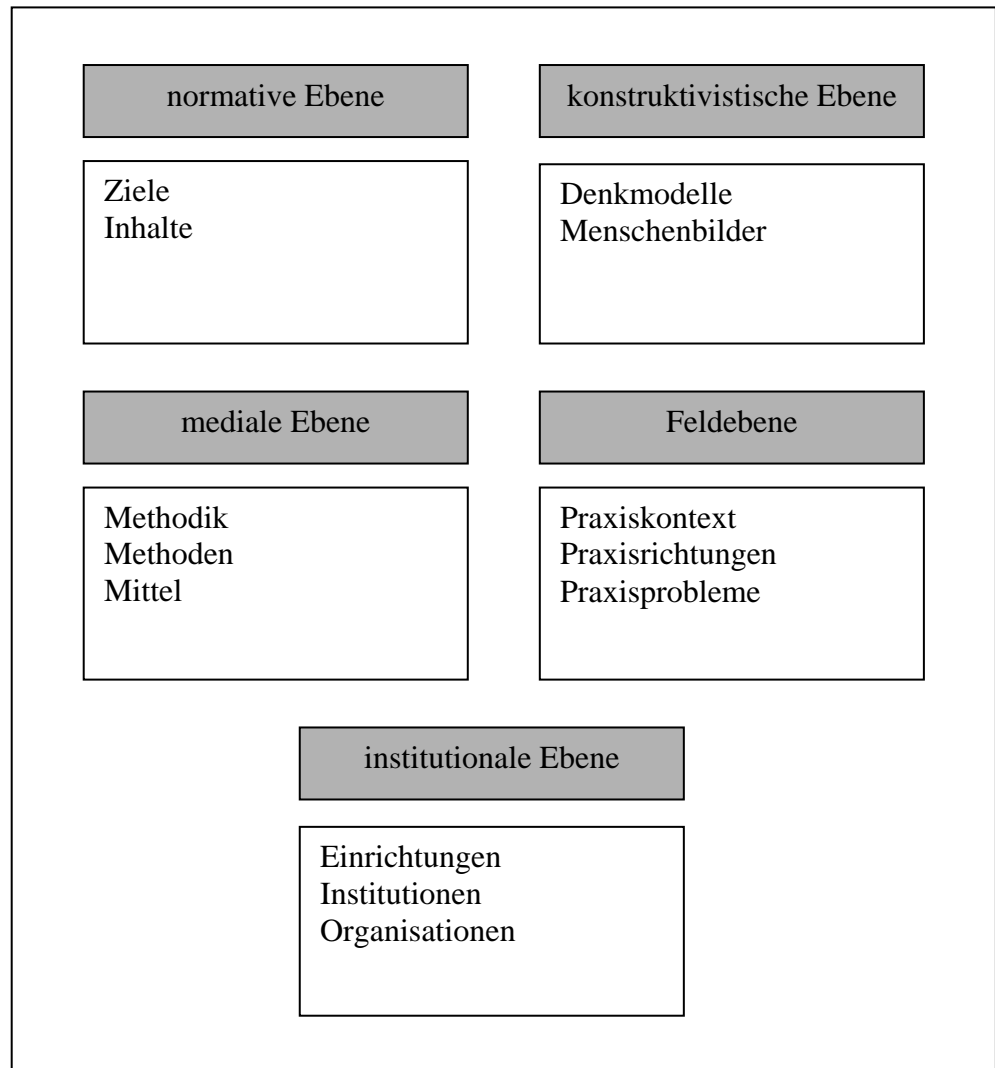 normative Ebene
Ziele
Inhalte
konstruktivistische Ebene
Denkmodelle
Menschenbilder
mediale Ebene
Methodik
Methoden
Mittel
Feldebene
Praxiskontext
Praxisrichtungen
Praxisprobleme
institutionale Ebene
Einrichtungen
Institutionen
Organisationen